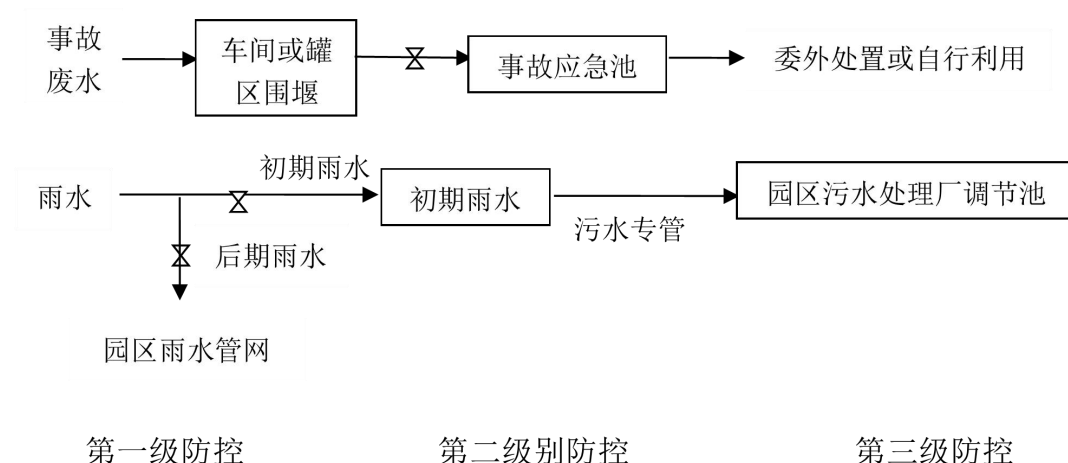 事故
废水
车间或罐
区围堰
事故应急池
委外处置或自行利用
初期雨水
雨水
初期雨水
园区污水处理厂调节池
污水专管
后期雨水
园区雨水管网
第一级防控
第二级别防控
第三级防控